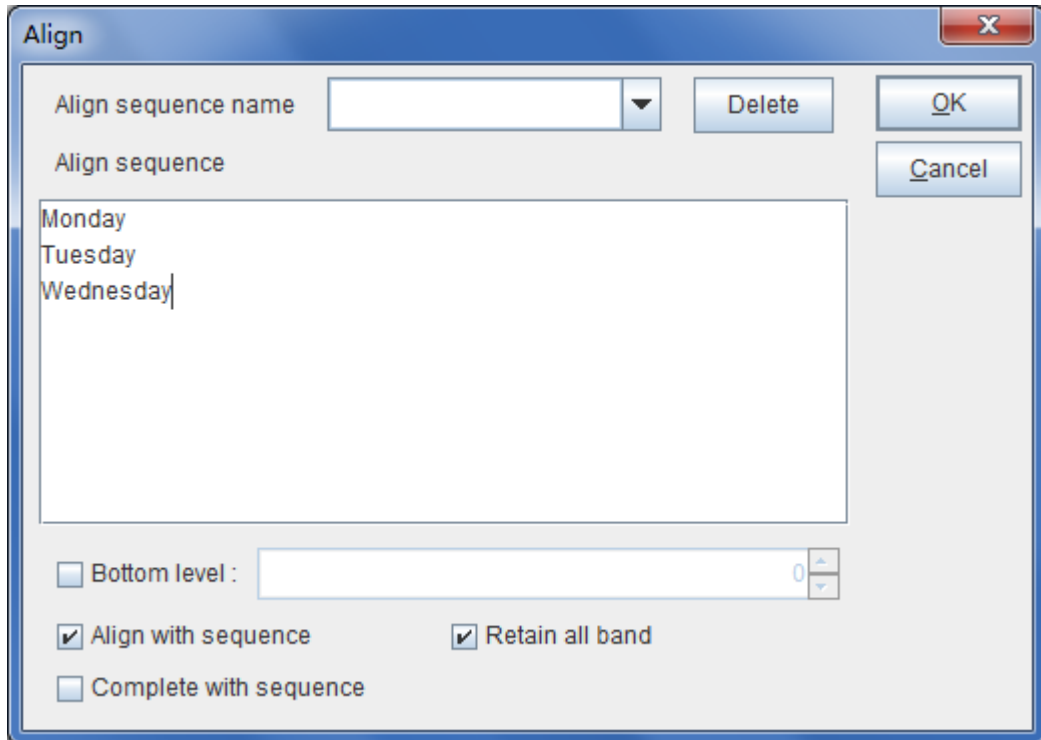 Align
Align sequence name
Delete
OK
Align sequence
Cancel
Monday
Tuesday
Wednesday
Bottom level :
0
Align with sequence
Retain all band
Complete with sequence